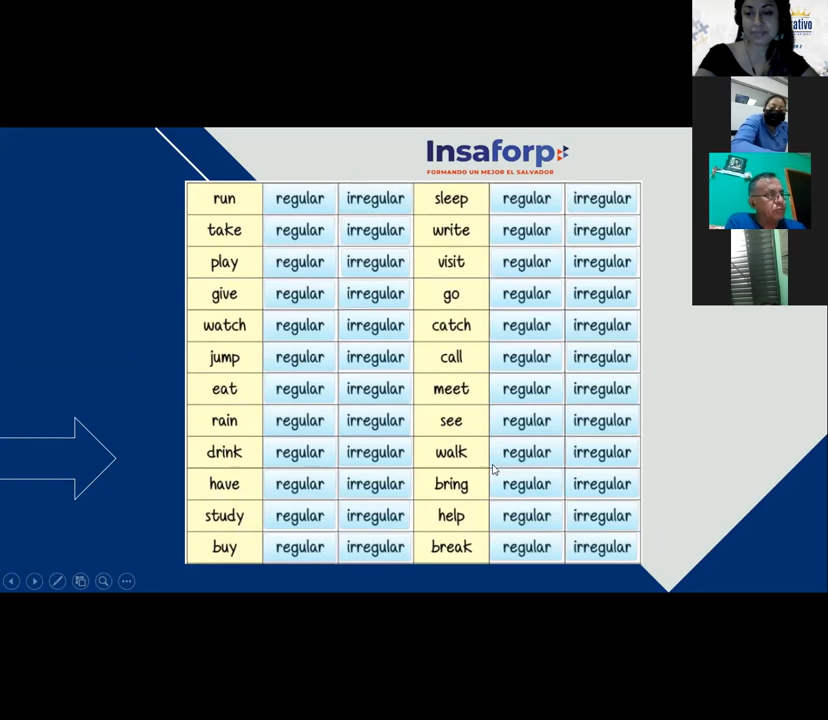 rativo
Insaforp
FORMANDO UN MEJOR EL SALVADOR
run regular irregular sleep regular irregular
take regular irregular write regular irregular
play regular irregular visit regular irregular
give regular irregular go regular irregular
watch regular irregular catch regular irregular
jump regular irregular call regular irregular
eat regular irregular meet regular irregular
rain regular irregular see regular irregular
drink regular irregular walk regular irregular
have regular irregular bring regular irregular
study regular irregular help regular irregular
buy regular irregular break regular irregular